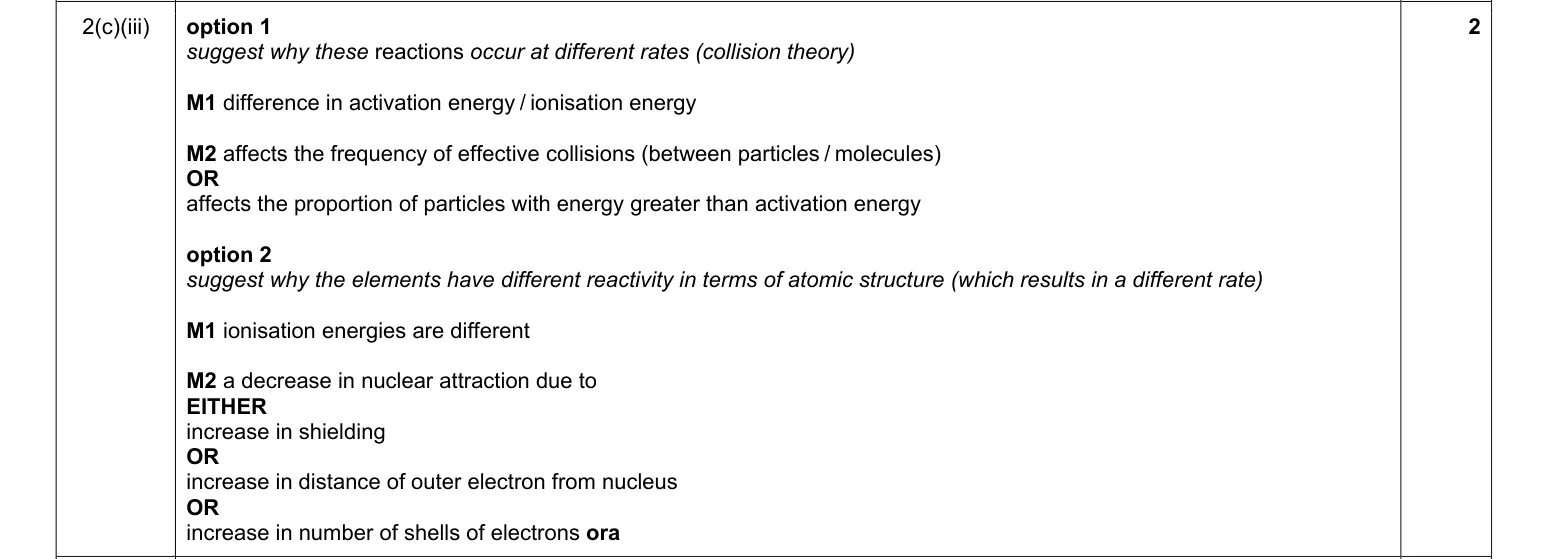 2(c)(iii)
option 1
2
suggest why these reactions occur at different rates (collision theory)
M1 difference in activation energy / ionisation energy
M2 affects the frequency of effective collisions (between particles / molecules)
OR
affects the proportion of particles with energy greater than activation energy
option 2
suggest why the elements have different reactivity in terms of atomic structure (which results in a different rate)
M1 ionisation energies are different
M2 a decrease in nuclear attraction due to
EITHER
increase in shielding
OR
increase in distance of outer electron from nucleus
OR
increase in number of shells of electrons ora